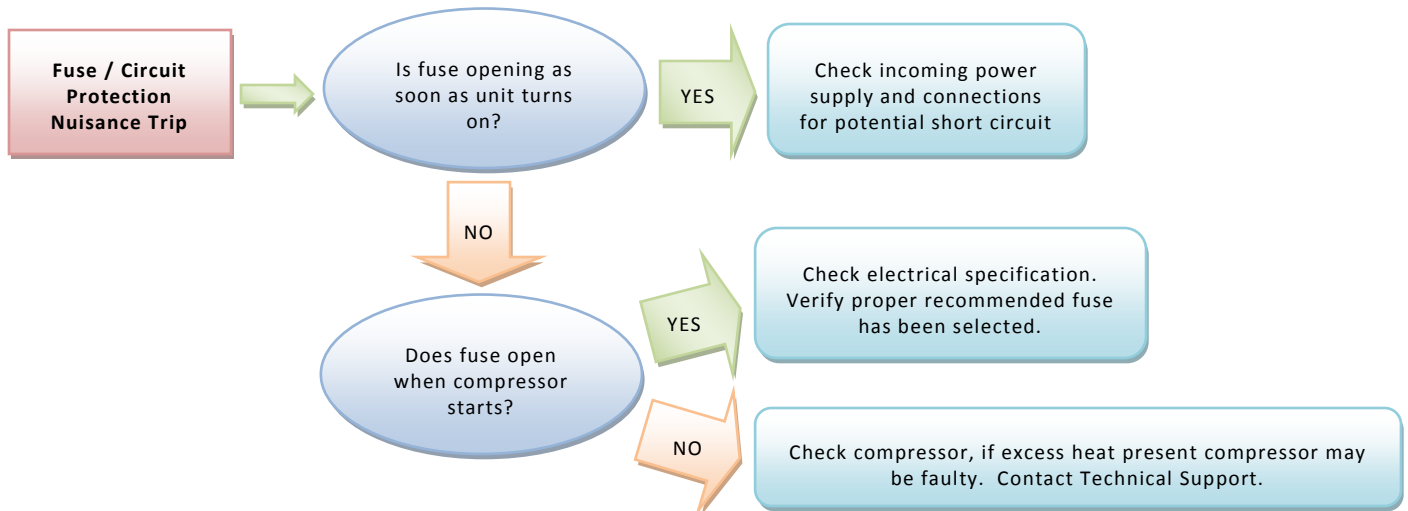 Fuse / Circuit
Protection
Nuisance Trip
Is fuse opening as
soon as unit turns
on?
YES
Check incoming power
supply and connections
for potential short circuit
NO
Does fuse open
when compressor
starts?
YES
Check electrical specification.
Verify proper recommended fuse
has been selected.
NO
Check compressor, if excess heat present compressor may
be faulty. Contact Technical Support.